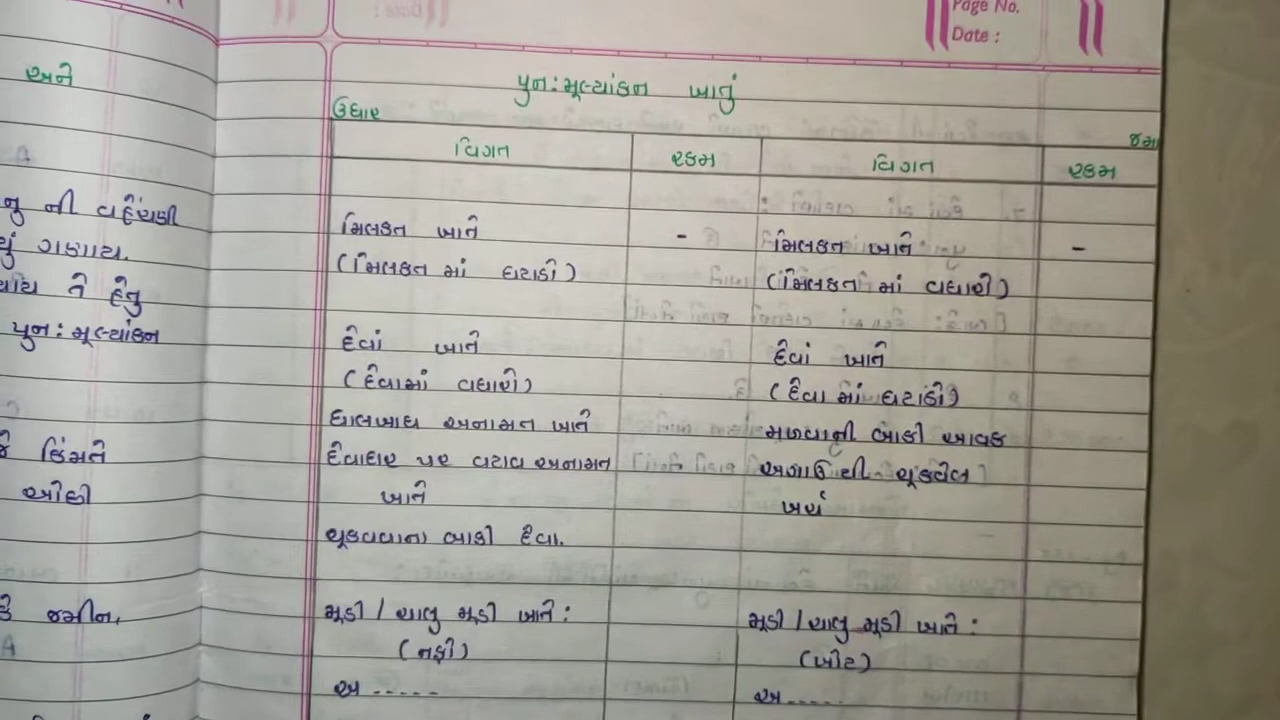 Page No.
Date :
અને
પુન:મૂલ્યાંકન ખાતું
ઉધાર
જમા
વિગત રકમ વિગત રકમ
ની વહેંચણી
ગણાય.
તે હેતુ
પુન:મૂલ્યાંકન
કિંમતે
ઓછી
જમીન,
મિલકત ખાતે - મિલકત ખાતે -
(મિલકત માં ઘટાડો) (મિલકત માં વધારો)
દેવાં ખાતે દેવાં ખાતે
(દેવામાં વધારો) (દેવા માં ઘટાડો)
ઘાલખાધ અનામત ખાતે મળવાની બાકી આવક
દેવાદાર પર વટાવ અનામત અગાઉથી ચૂકવેલ
ખાતે ખર્ચ
ચૂકવવાના બાકી દેવા.
મૂડી / ચાલુ મૂડી ખાતે : મૂડી / ચાલુ મૂડી ખાતે :
(નફો) (ખોટ)
અ ..... અ .....